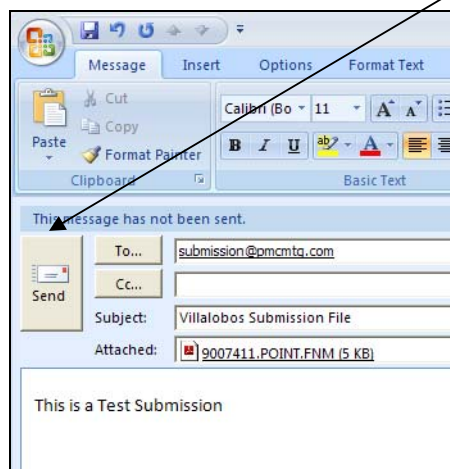 Message Insert Options Format Text
Cut
Copy
Paste
Format Painter
Clipboard
Calibri (Bo 11 A A
B I U ab A
Basic Text
This message has not been sent.
Send
To... submission@pmcmtg.com
Cc...
Subject: Villalobos Submission File
Attached: 9007411.POINT.FNM (5 KB)
This is a Test Submission